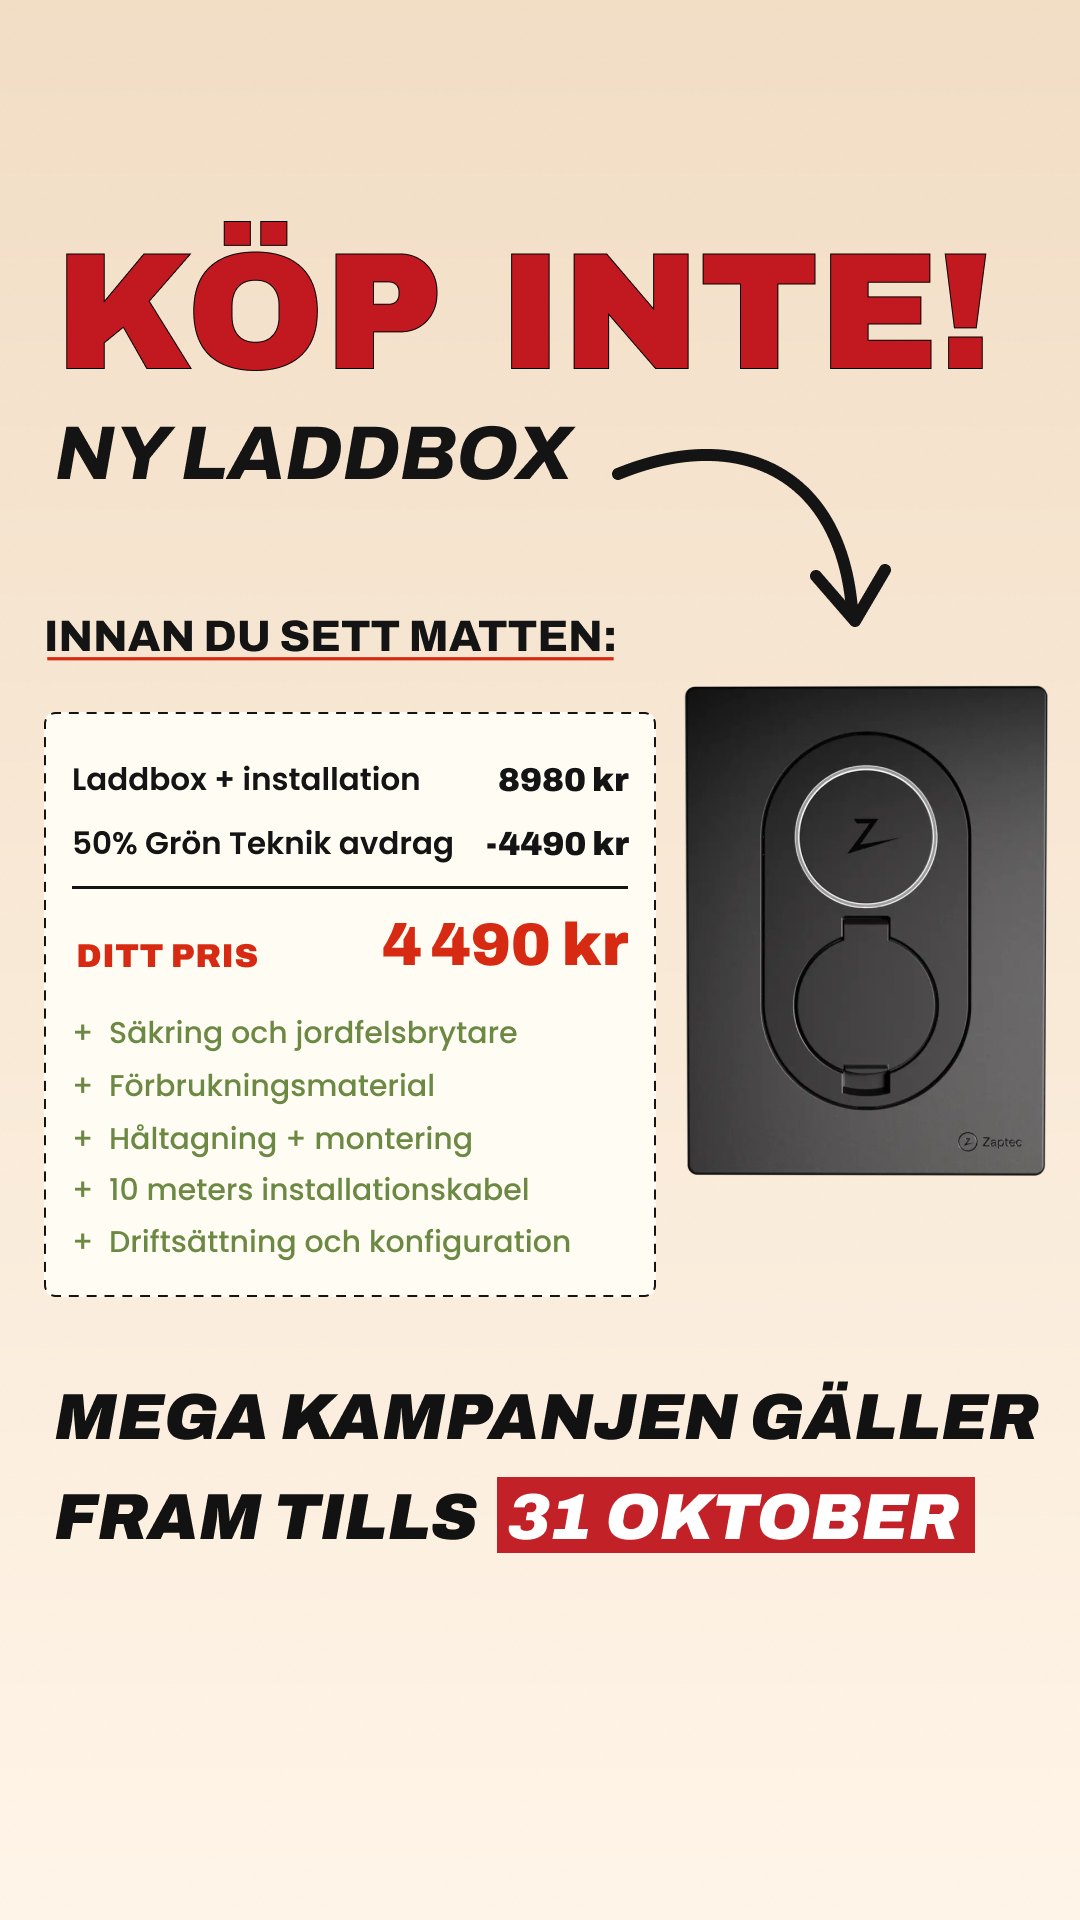 KÖP INTE!
NY LADDBOX
INNAN DU SETT MATTEN:
Laddbox + installation 8980 kr
50% Grön Teknik avdrag -4490 kr
DITT PRIS 4 490 kr
+ Säkring och jordfelsbrytare
+ Förbrukningsmaterial
+ Håltagning + montering
+ 10 meters installationskabel
+ Driftsättning och konfiguration
Zaptec
MEGA KAMPANJEN GÄLLER
FRAM TILLS 31 OKTOBER